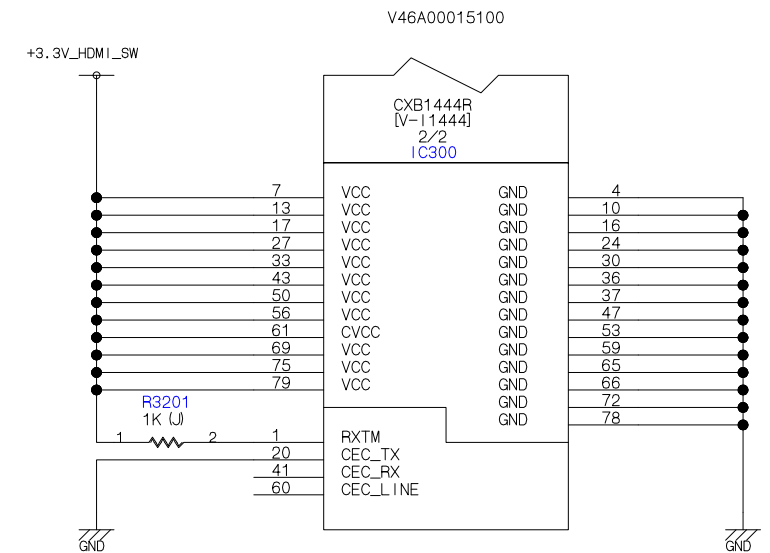 V46A00015100
+3.3V_HDMI_SW
CXB1444R
[V-I1444]
2/2
IC300
7 VCC GND 4
13 VCC GND 10
17 VCC GND 16
27 VCC GND 24
33 VCC GND 30
43 VCC GND 36
50 VCC GND 37
56 VCC GND 47
61 CVCC GND 53
69 VCC GND 59
75 VCC GND 65
79 VCC GND 66
GND 72
GND 78
R3201
1K (J)
1 2 1 RXTM
20 CEC_TX
41 CEC_RX
60 CEC_LINE
GND GND